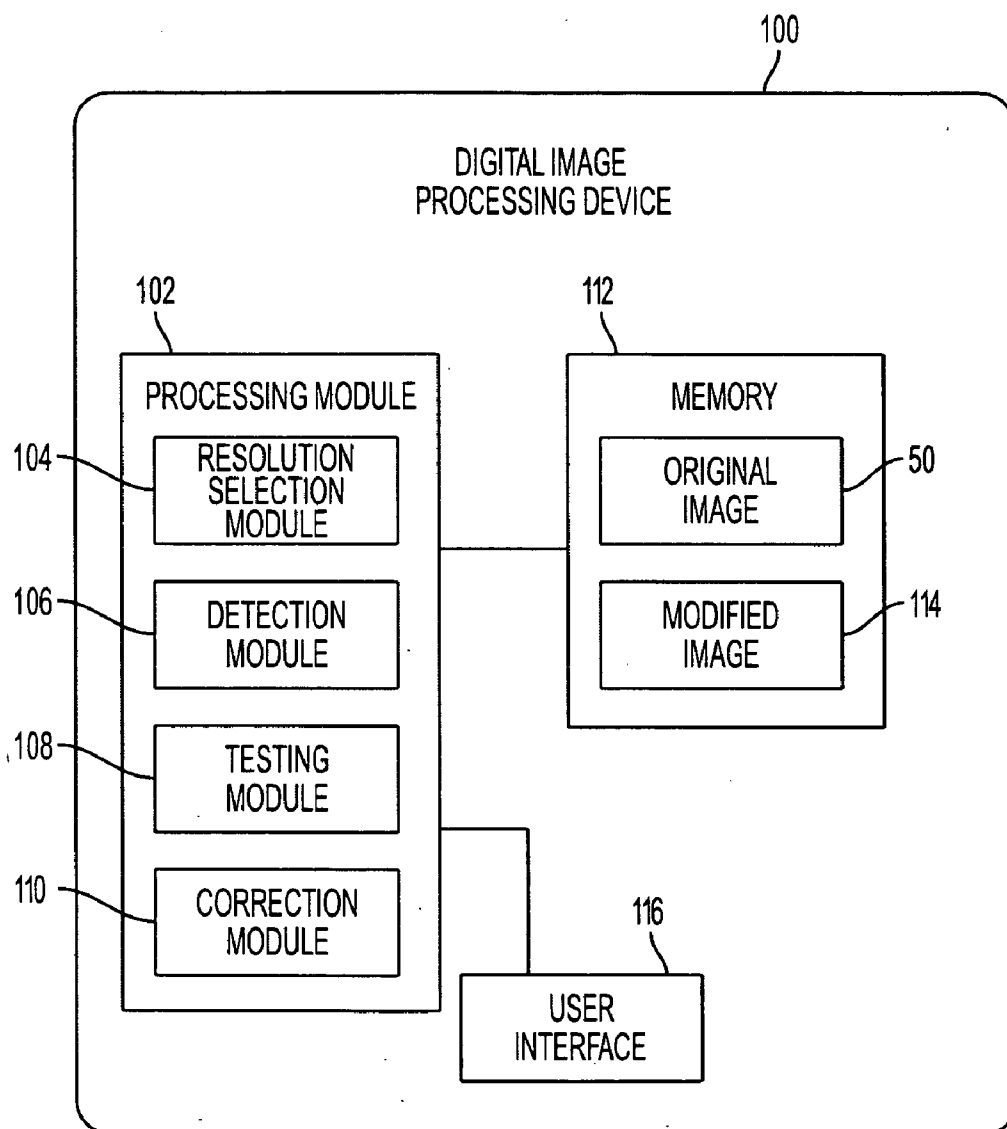 100
DIGITAL IMAGE
PROCESSING DEVICE
102
PROCESSING MODULE
104
RESOLUTION
SELECTION
MODULE
106
DETECTION
MODULE
108
TESTING
MODULE
110
CORRECTION
MODULE
112
MEMORY
ORIGINAL
IMAGE
50
MODIFIED
IMAGE
114
116
USER
INTERFACE